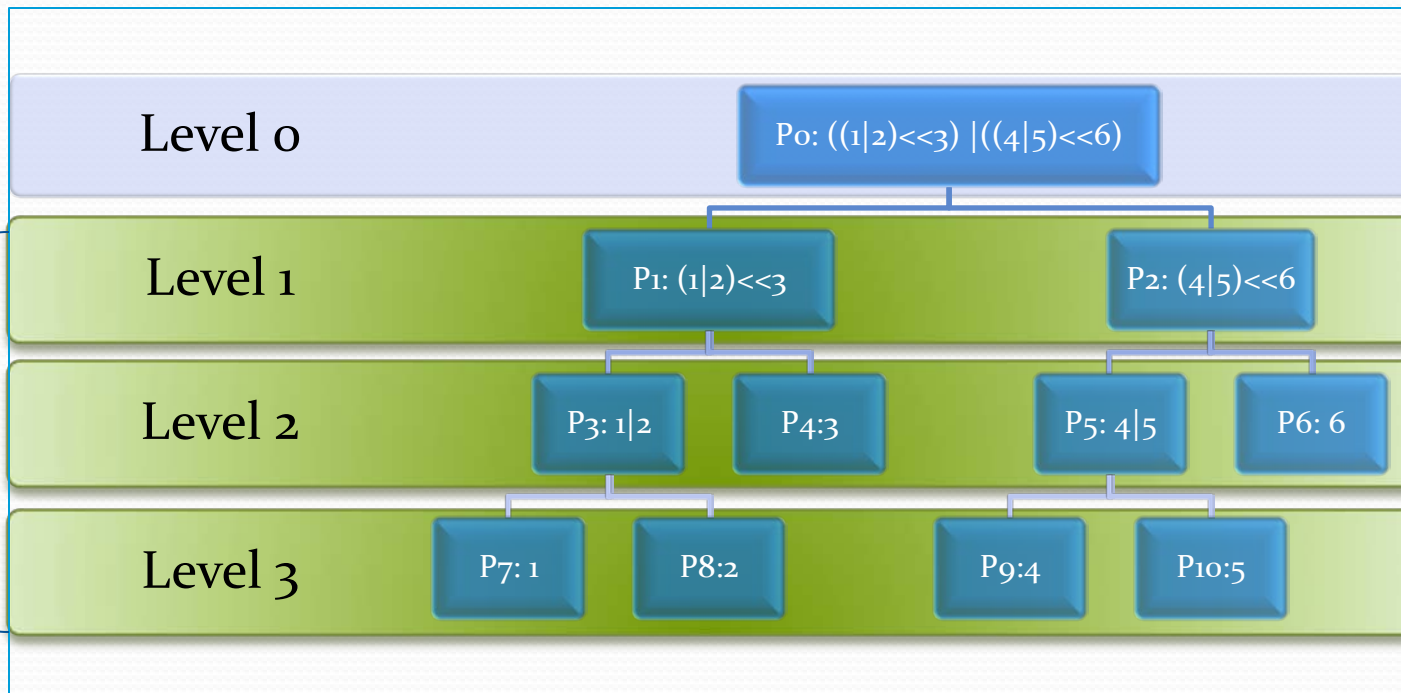 Level 0
P0: ((1|2)<<3) |((4|5)<<6)
Level 1
P1: (1|2)<<3
P2: (4|5)<<6
Level 2
P3: 1|2
P4:3
P5: 4|5
P6: 6
Level 3
P7: 1
P8:2
P9:4
P10:5